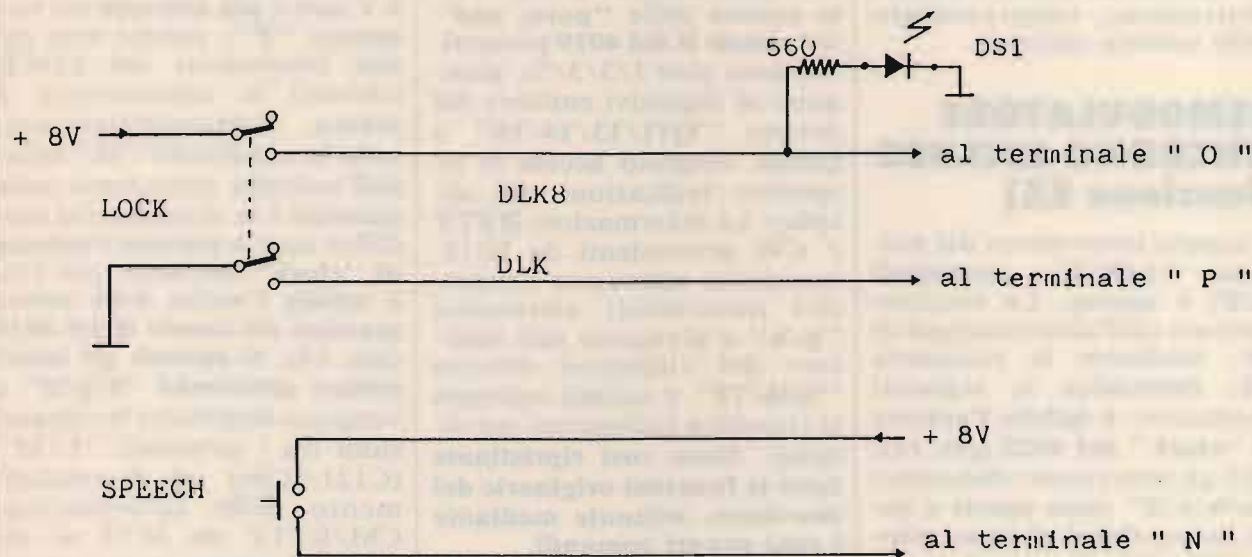 560 DS1
+ 8V
al terminale " O "
LOCK
DLK8
DLK
al terminale " P "
+ 8V
SPEECH
al terminale " N "